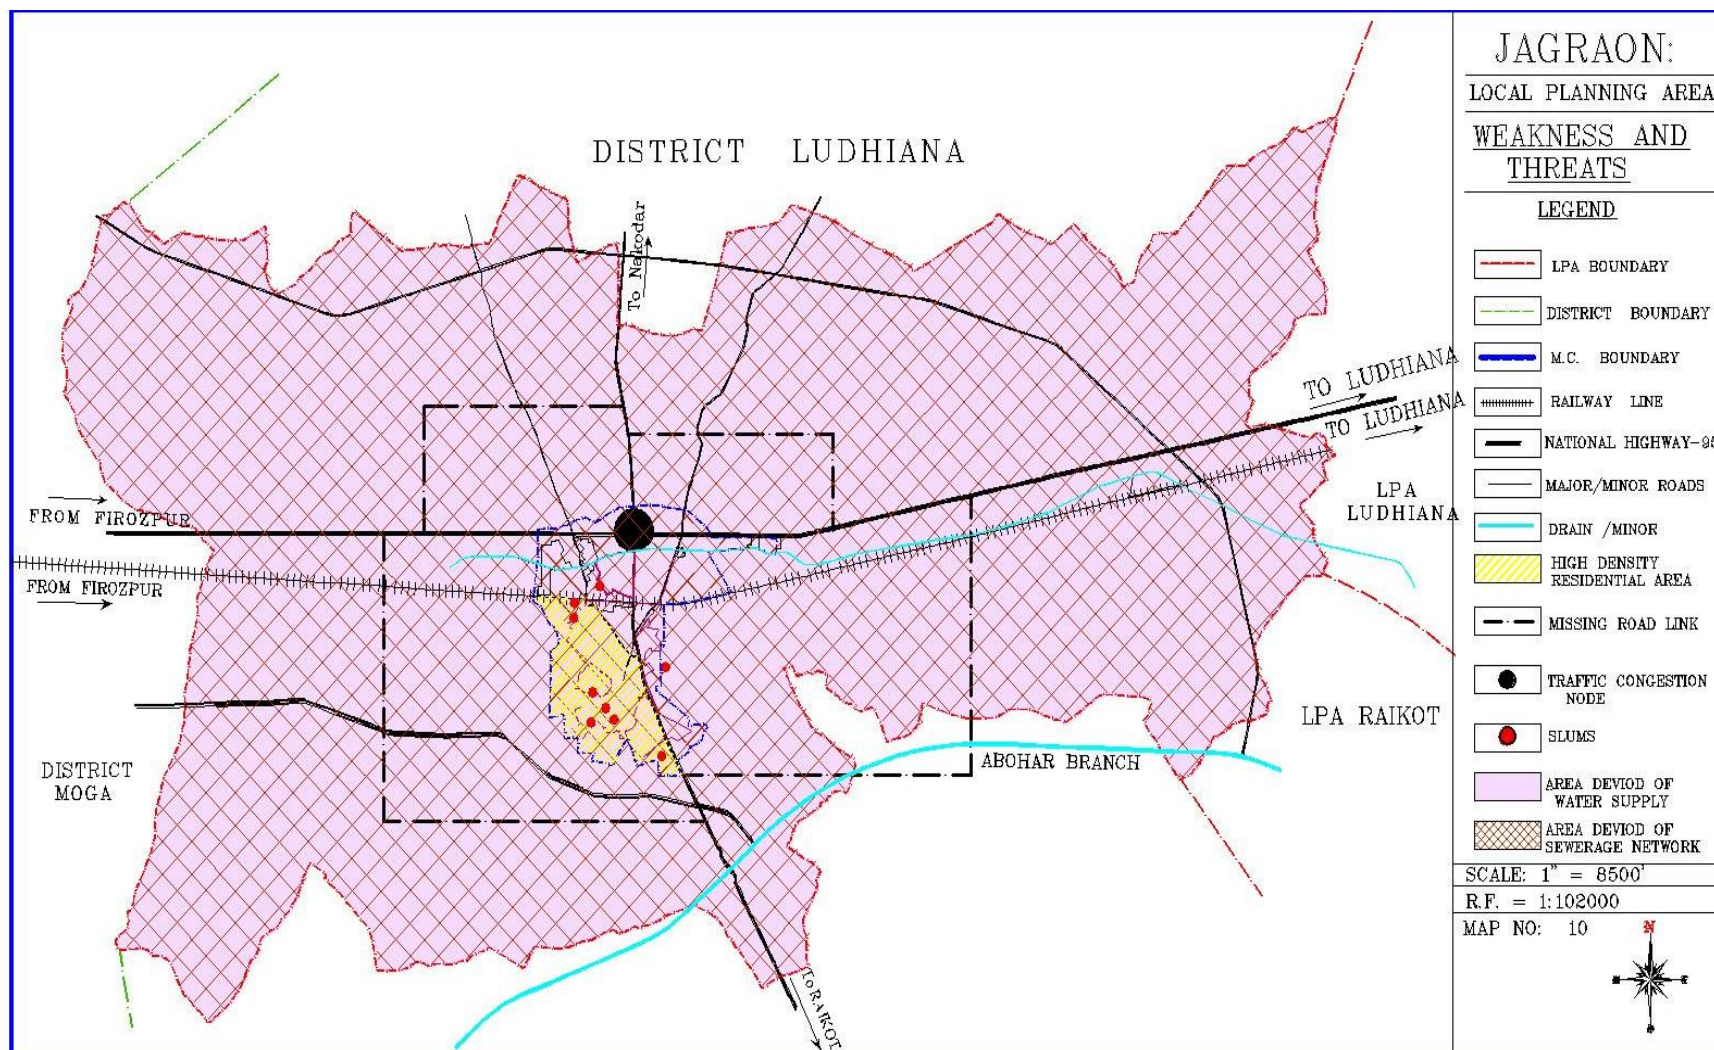 JAGRAON:
LOCAL PLANNING AREA
WEAKNESS AND
THREATS
LEGEND
LPA BOUNDARY
DISTRICT BOUNDARY
M.C. BOUNDARY
RAILWAY LINE
NATIONAL HIGHWAY-95
MAJOR/MINOR ROADS
DRAIN /MINOR
HIGH DENSITY
RESIDENTIAL AREA
MISSING ROAD LINK
TRAFFIC CONGESTION
NODE
SLUMS
AREA DEVIOD OF
WATER SUPPLY
AREA DEVIOD OF
SEWERAGE NETWORK
SCALE: 1" = 8500'
R.F. = 1:102000
MAP NO: 10
N
DISTRICT LUDHIANA
To Nakodar
TO LUDHIANA
TO LUDHIANA
LPA
LUDHIANA
FROM FIROZPUR
FROM FIROZPUR
LPA RAIKOT
ABOHAR BRANCH
DISTRICT
MOGA
To RAIKOT